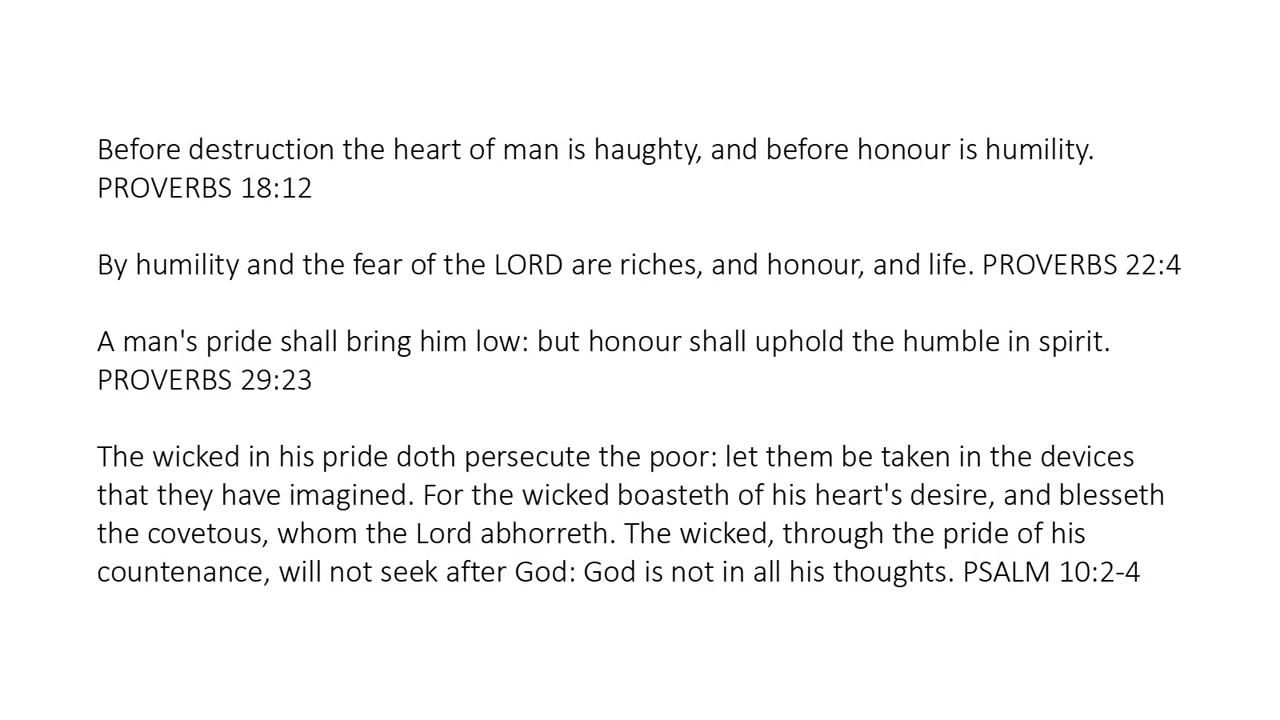 Before destruction the heart of man is haughty, and before honour is humility.
PROVERBS 18:12
By humility and the fear of the LORD are riches, and honour, and life. PROVERBS 22:4
A man's pride shall bring him low: but honour shall uphold the humble in spirit.
PROVERBS 29:23
The wicked in his pride doth persecute the poor: let them be taken in the devices
that they have imagined. For the wicked boasteth of his heart's desire, and blesseth
the covetous, whom the Lord abhorreth. The wicked, through the pride of his
countenance, will not seek after God: God is not in all his thoughts. PSALM 10:2-4